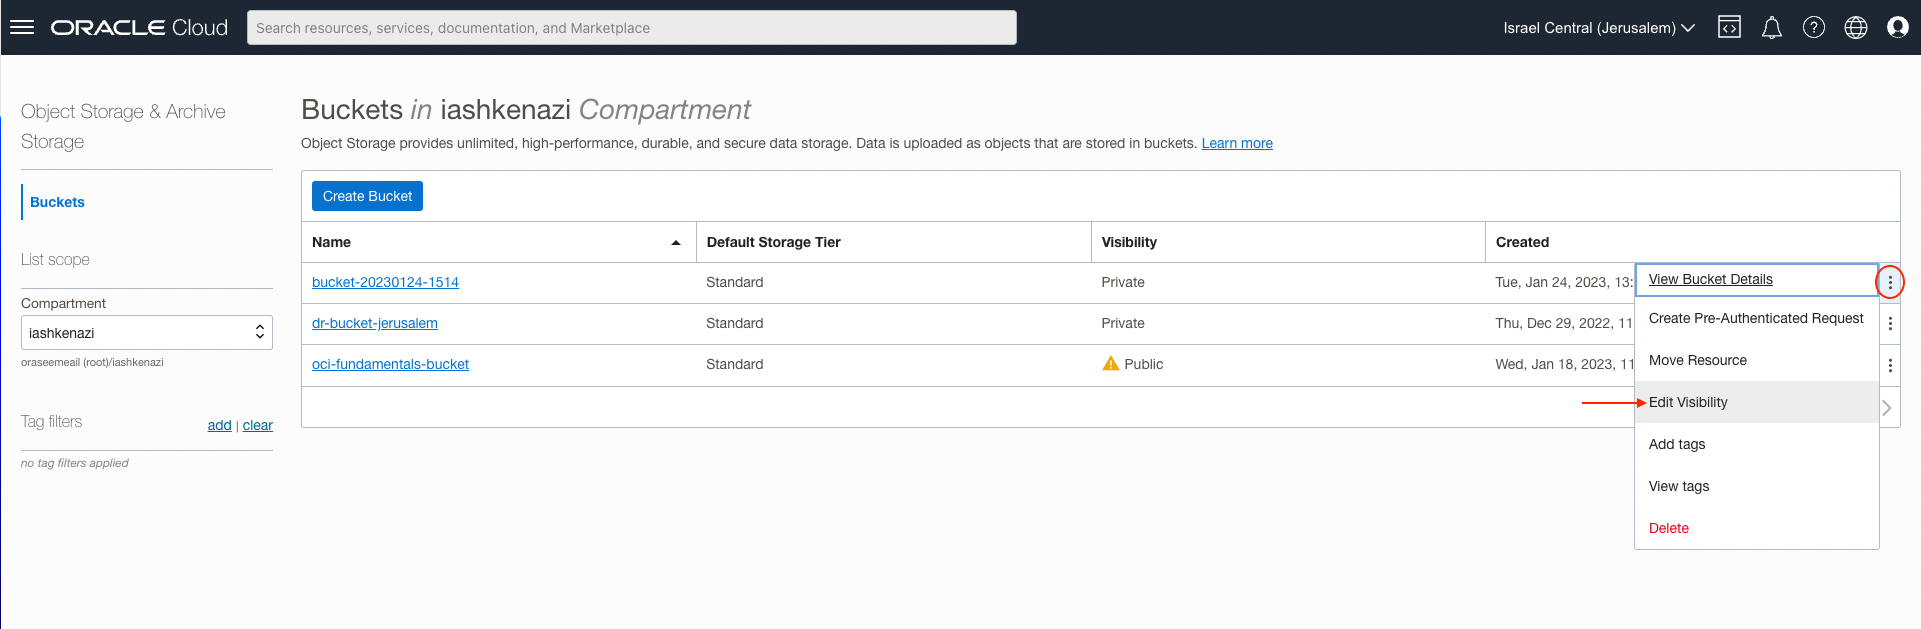 ORACLE Cloud
Search resources, services, documentation, and Marketplace
Israel Central (Jerusalem)
Object Storage & Archive
Storage
Buckets
List scope
Compartment
iashkenazi
oraseemeail (root)/iashkenazi
Tag filters
add | clear
no tag filters applied
Buckets in iashkenazi Compartment
Object Storage provides unlimited, high-performance, durable, and secure data storage. Data is uploaded as objects that are stored in buckets. Learn more
Create Bucket
Name Default Storage Tier Visibility Created
bucket-20230124-1514 Standard Private Tue, Jan 24, 2023, 13:
dr-bucket-jerusalem Standard Private Thu, Dec 29, 2022, 11
oci-fundamentals-bucket Standard Public Wed, Jan 18, 2023, 11
View Bucket Details
Create Pre-Authenticated Request
Move Resource
Edit Visibility
Add tags
View tags
Delete